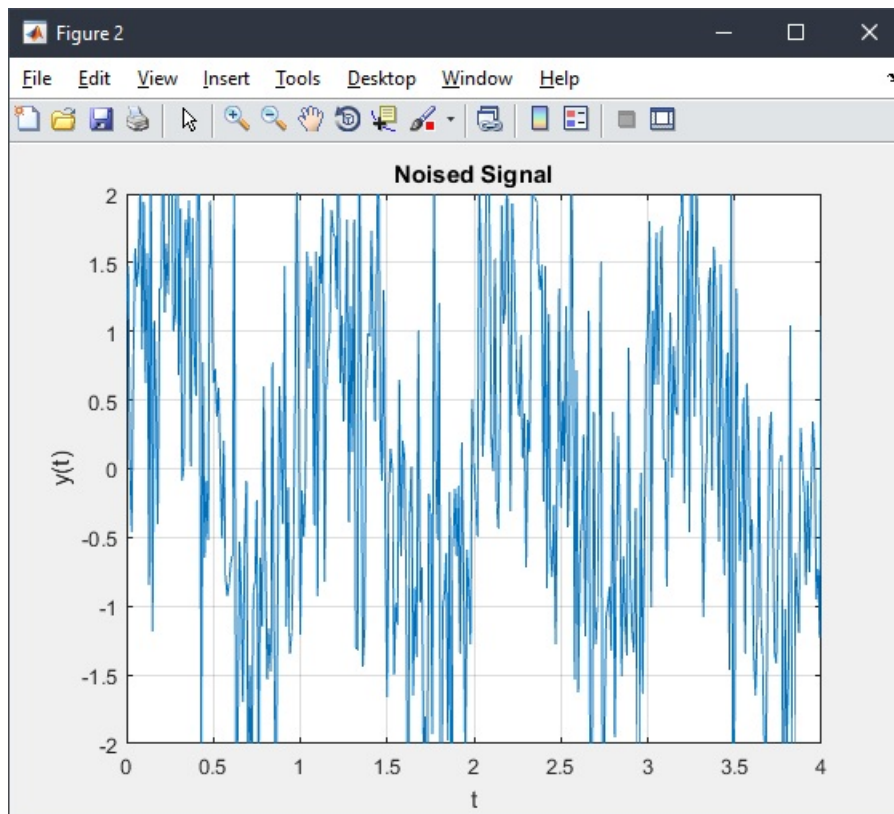 Figure 2
File Edit View Insert Tools Desktop Window Help
Noised Signal
2
1.5
1
0.5
0
-0.5
-1
-1.5
-2
y(t)
0 0.5 1 1.5 2 2.5 3 3.5 4
t